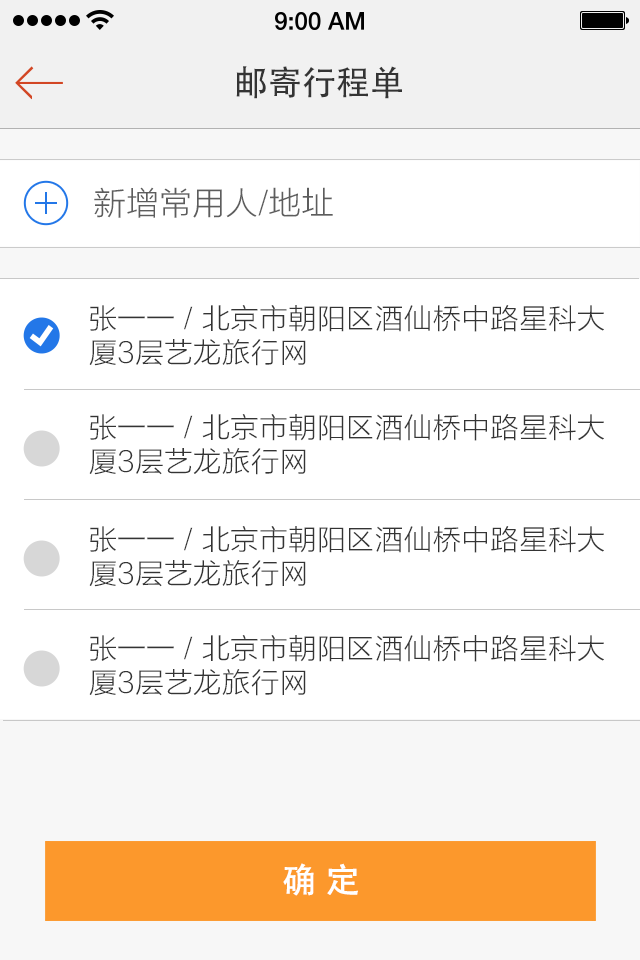 9:00 AM
邮寄行程单
新增常用人/地址
张一一 / 北京市朝阳区酒仙桥中路星科大
厦3层艺龙旅行网
张一一 / 北京市朝阳区酒仙桥中路星科大
厦3层艺龙旅行网
张一一 / 北京市朝阳区酒仙桥中路星科大
厦3层艺龙旅行网
张一一 / 北京市朝阳区酒仙桥中路星科大
厦3层艺龙旅行网
确 定